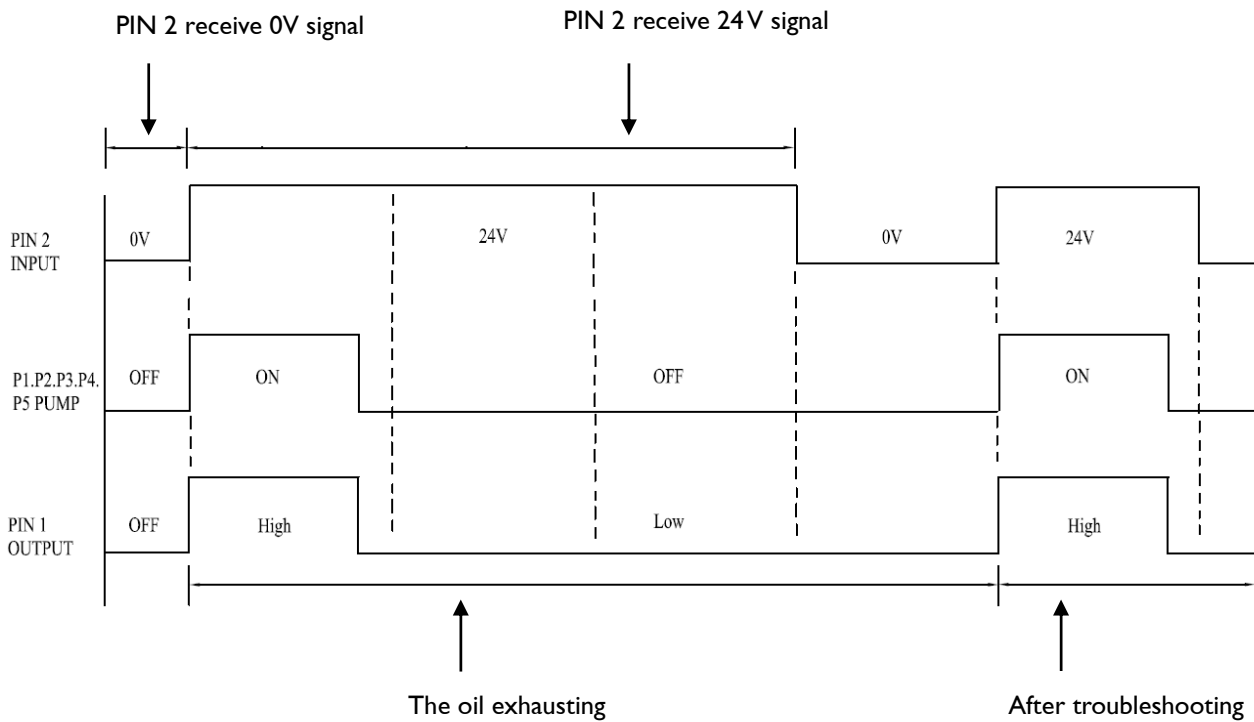 PIN 2 receive 0V signal
PIN 2 receive 24V signal
PIN 2
INPUT
0V
24V
0V
24V
P1.P2.P3.P4.
P5 PUMP
OFF
ON
OFF
ON
PIN 1
OUTPUT
OFF
High
Low
High
The oil exhausting
After troubleshooting